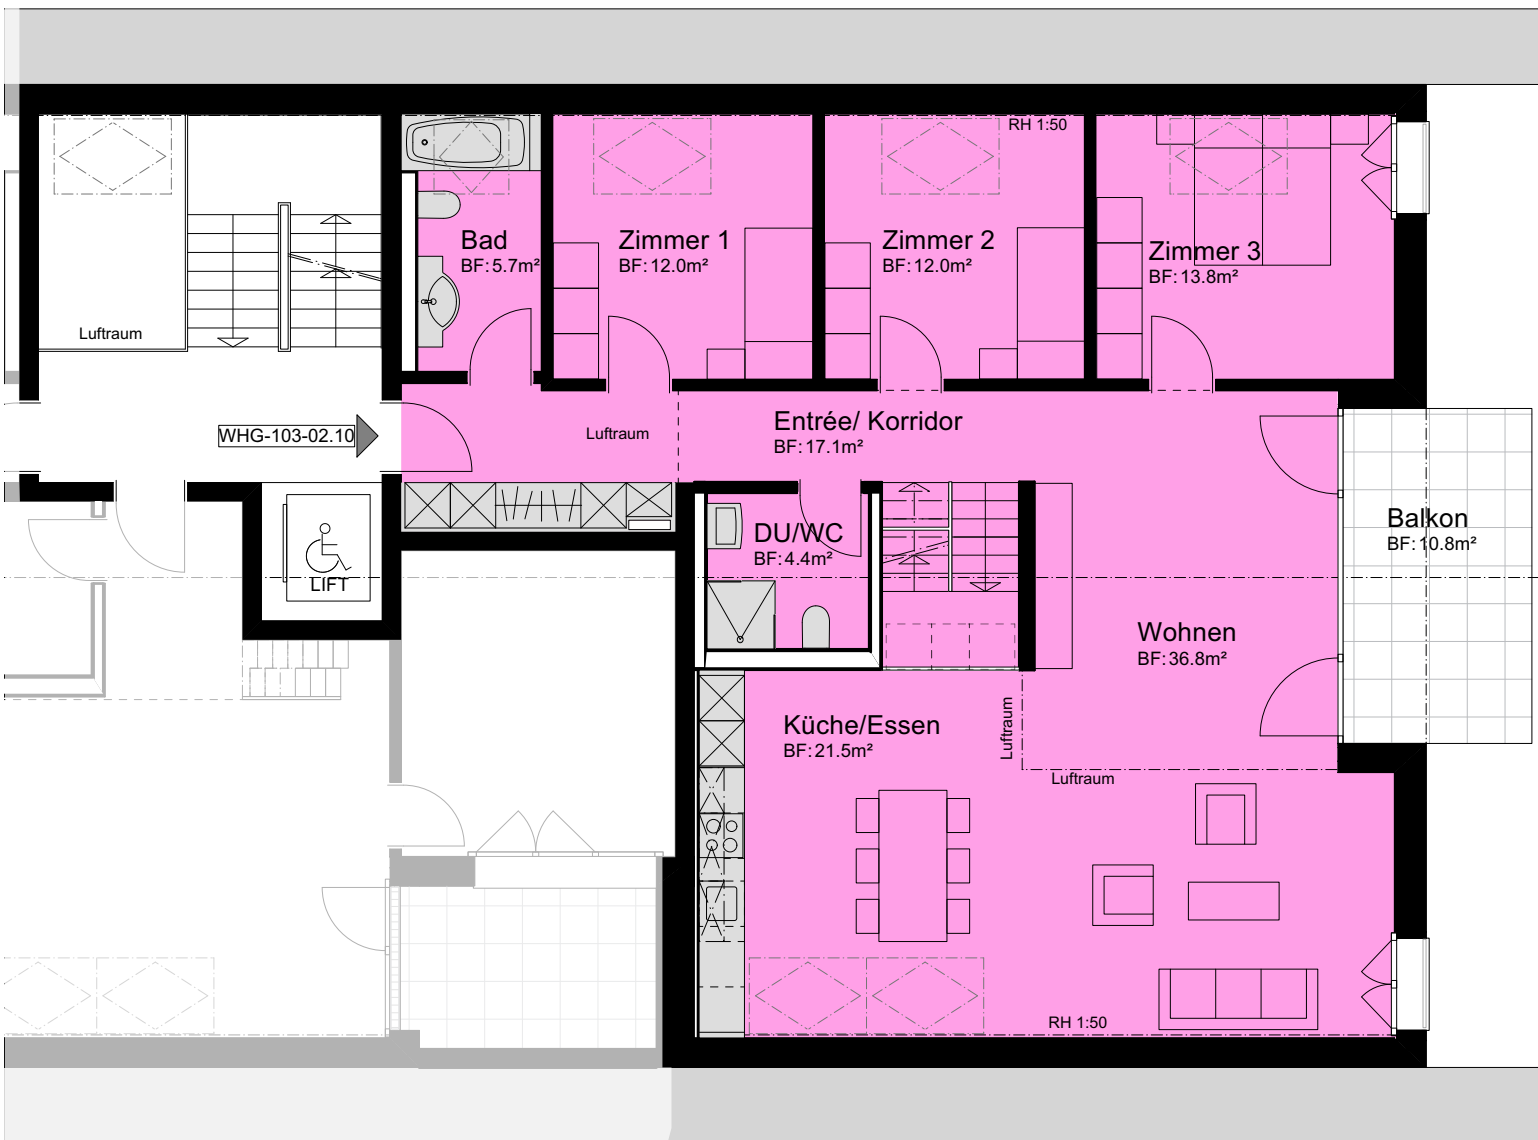 RH 1:50
Bad
BF: 5.7m²
Zimmer 1
BF: 12.0m²
Zimmer 2
BF: 12.0m²
Zimmer 3
BF: 13.8m²
Luftraum
WHG-103-02.10
Luftraum
Entrée/ Korridor
BF: 17.1m²
LIFT
DU/WC
BF: 4.4m²
Balkon
BF: 10.8m²
Wohnen
BF: 36.8m²
Küche/Essen
BF: 21.5m²
Luftraum
Luftraum
RH 1:50